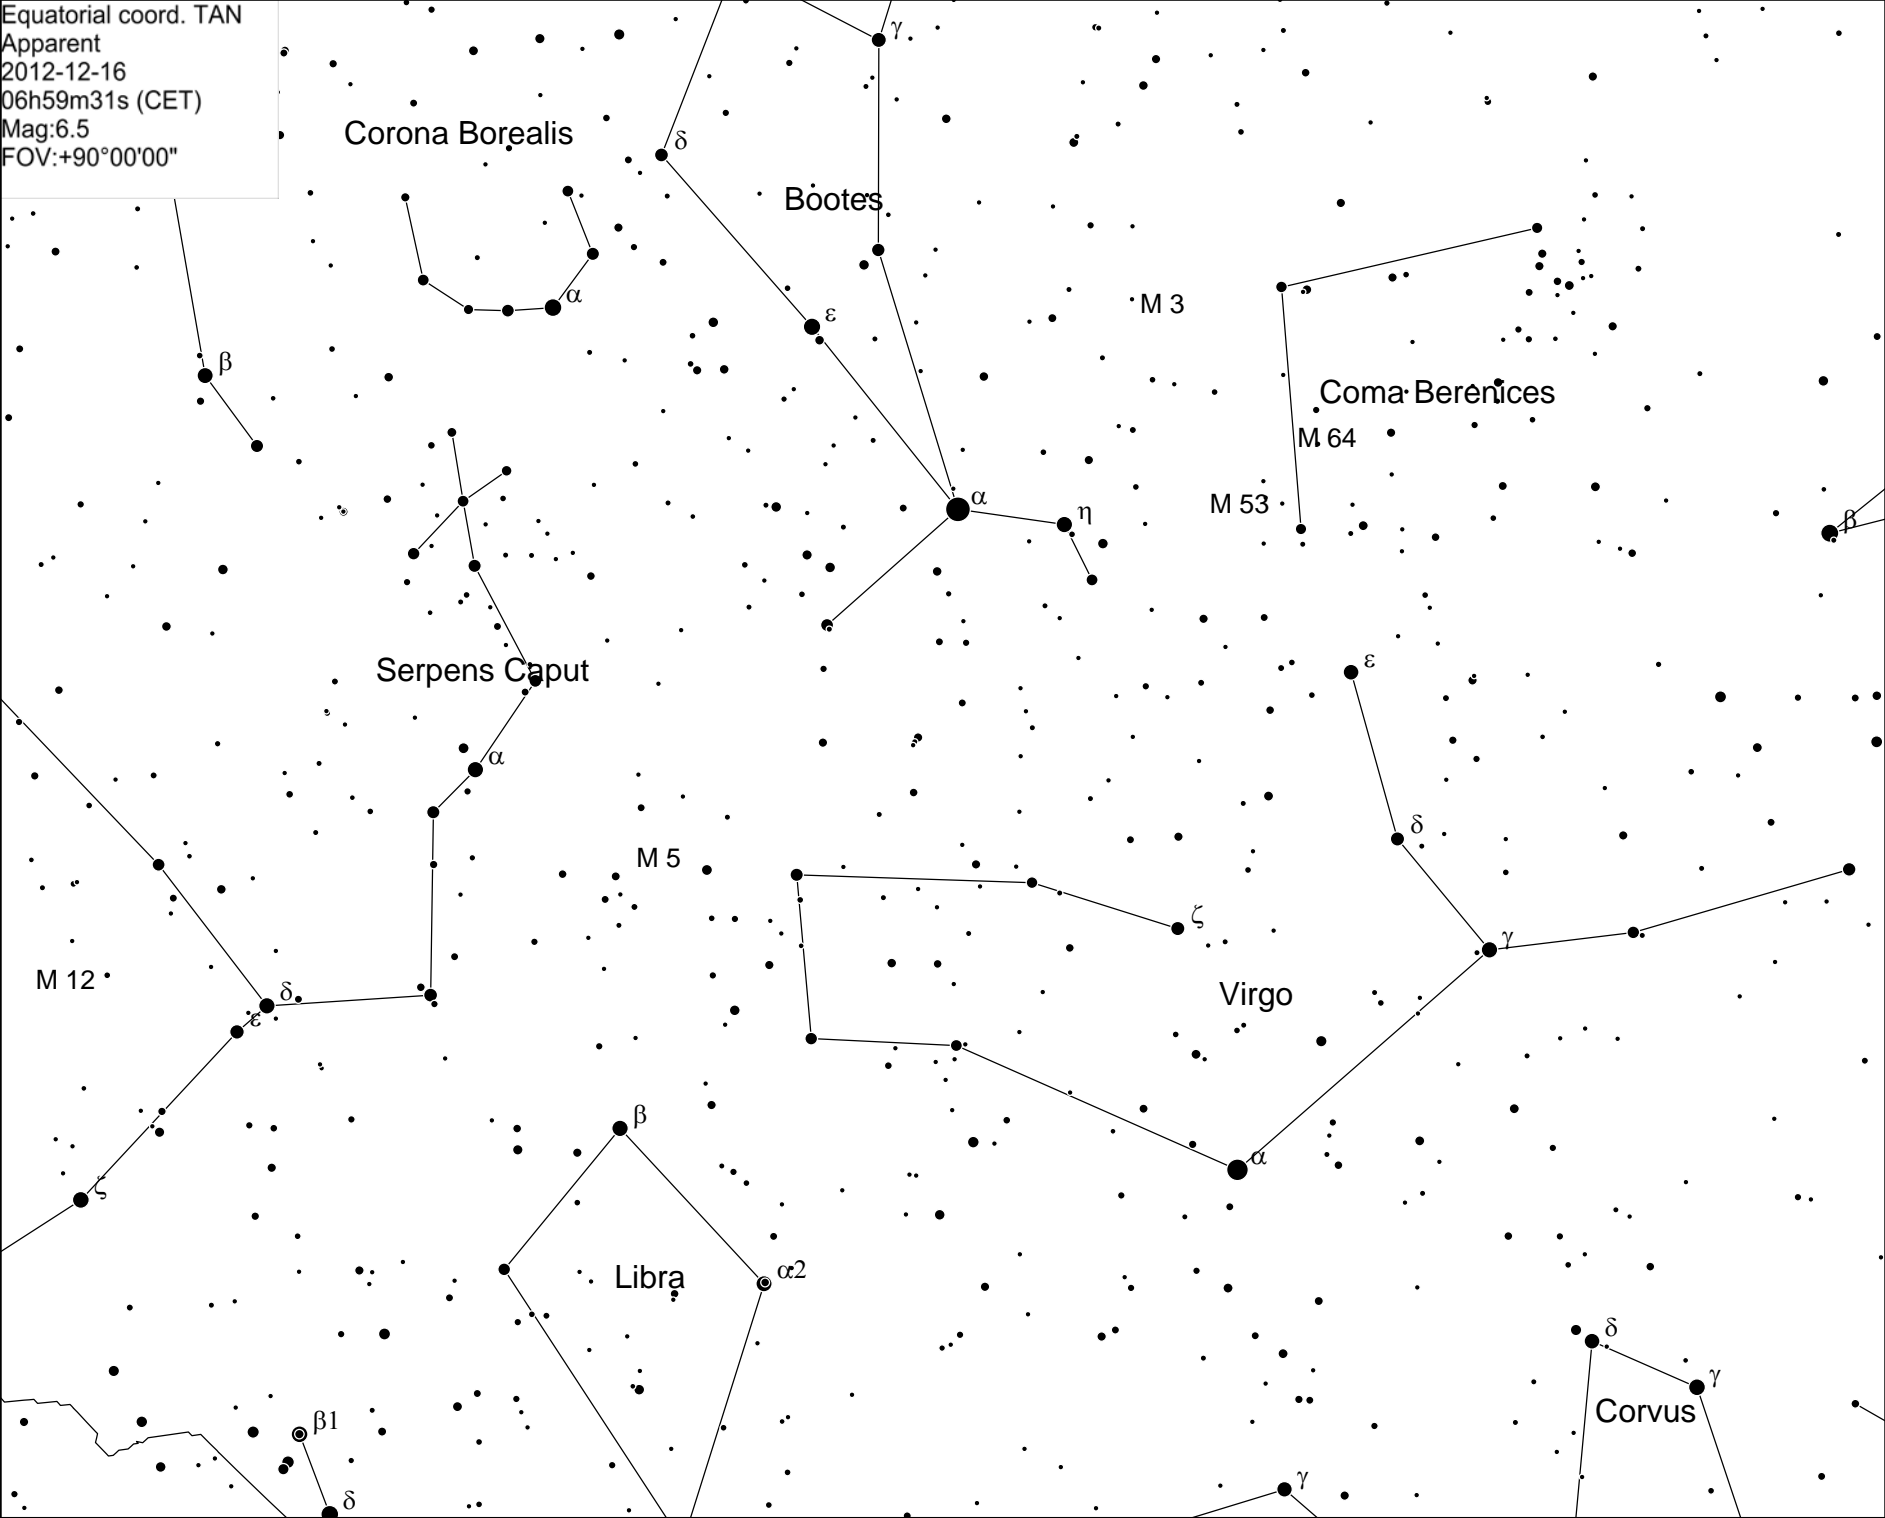 Equatorial coord. TAN
Apparent
2012-12-16
06h59m31s (CET)
Mag:6.5
FOV:+90°00'00"
γ
Corona Borealis
δ
Bootes
α
M 3
ε
β
Coma Berenices
M 64
α
M 53
η
β
Serpens Caput
ε
α
δ
M 5
ζ
γ
M 12
δ
Virgo
ε
β
α
ζ
Libra
α2
δ
γ
Corvus
β1
γ
δ